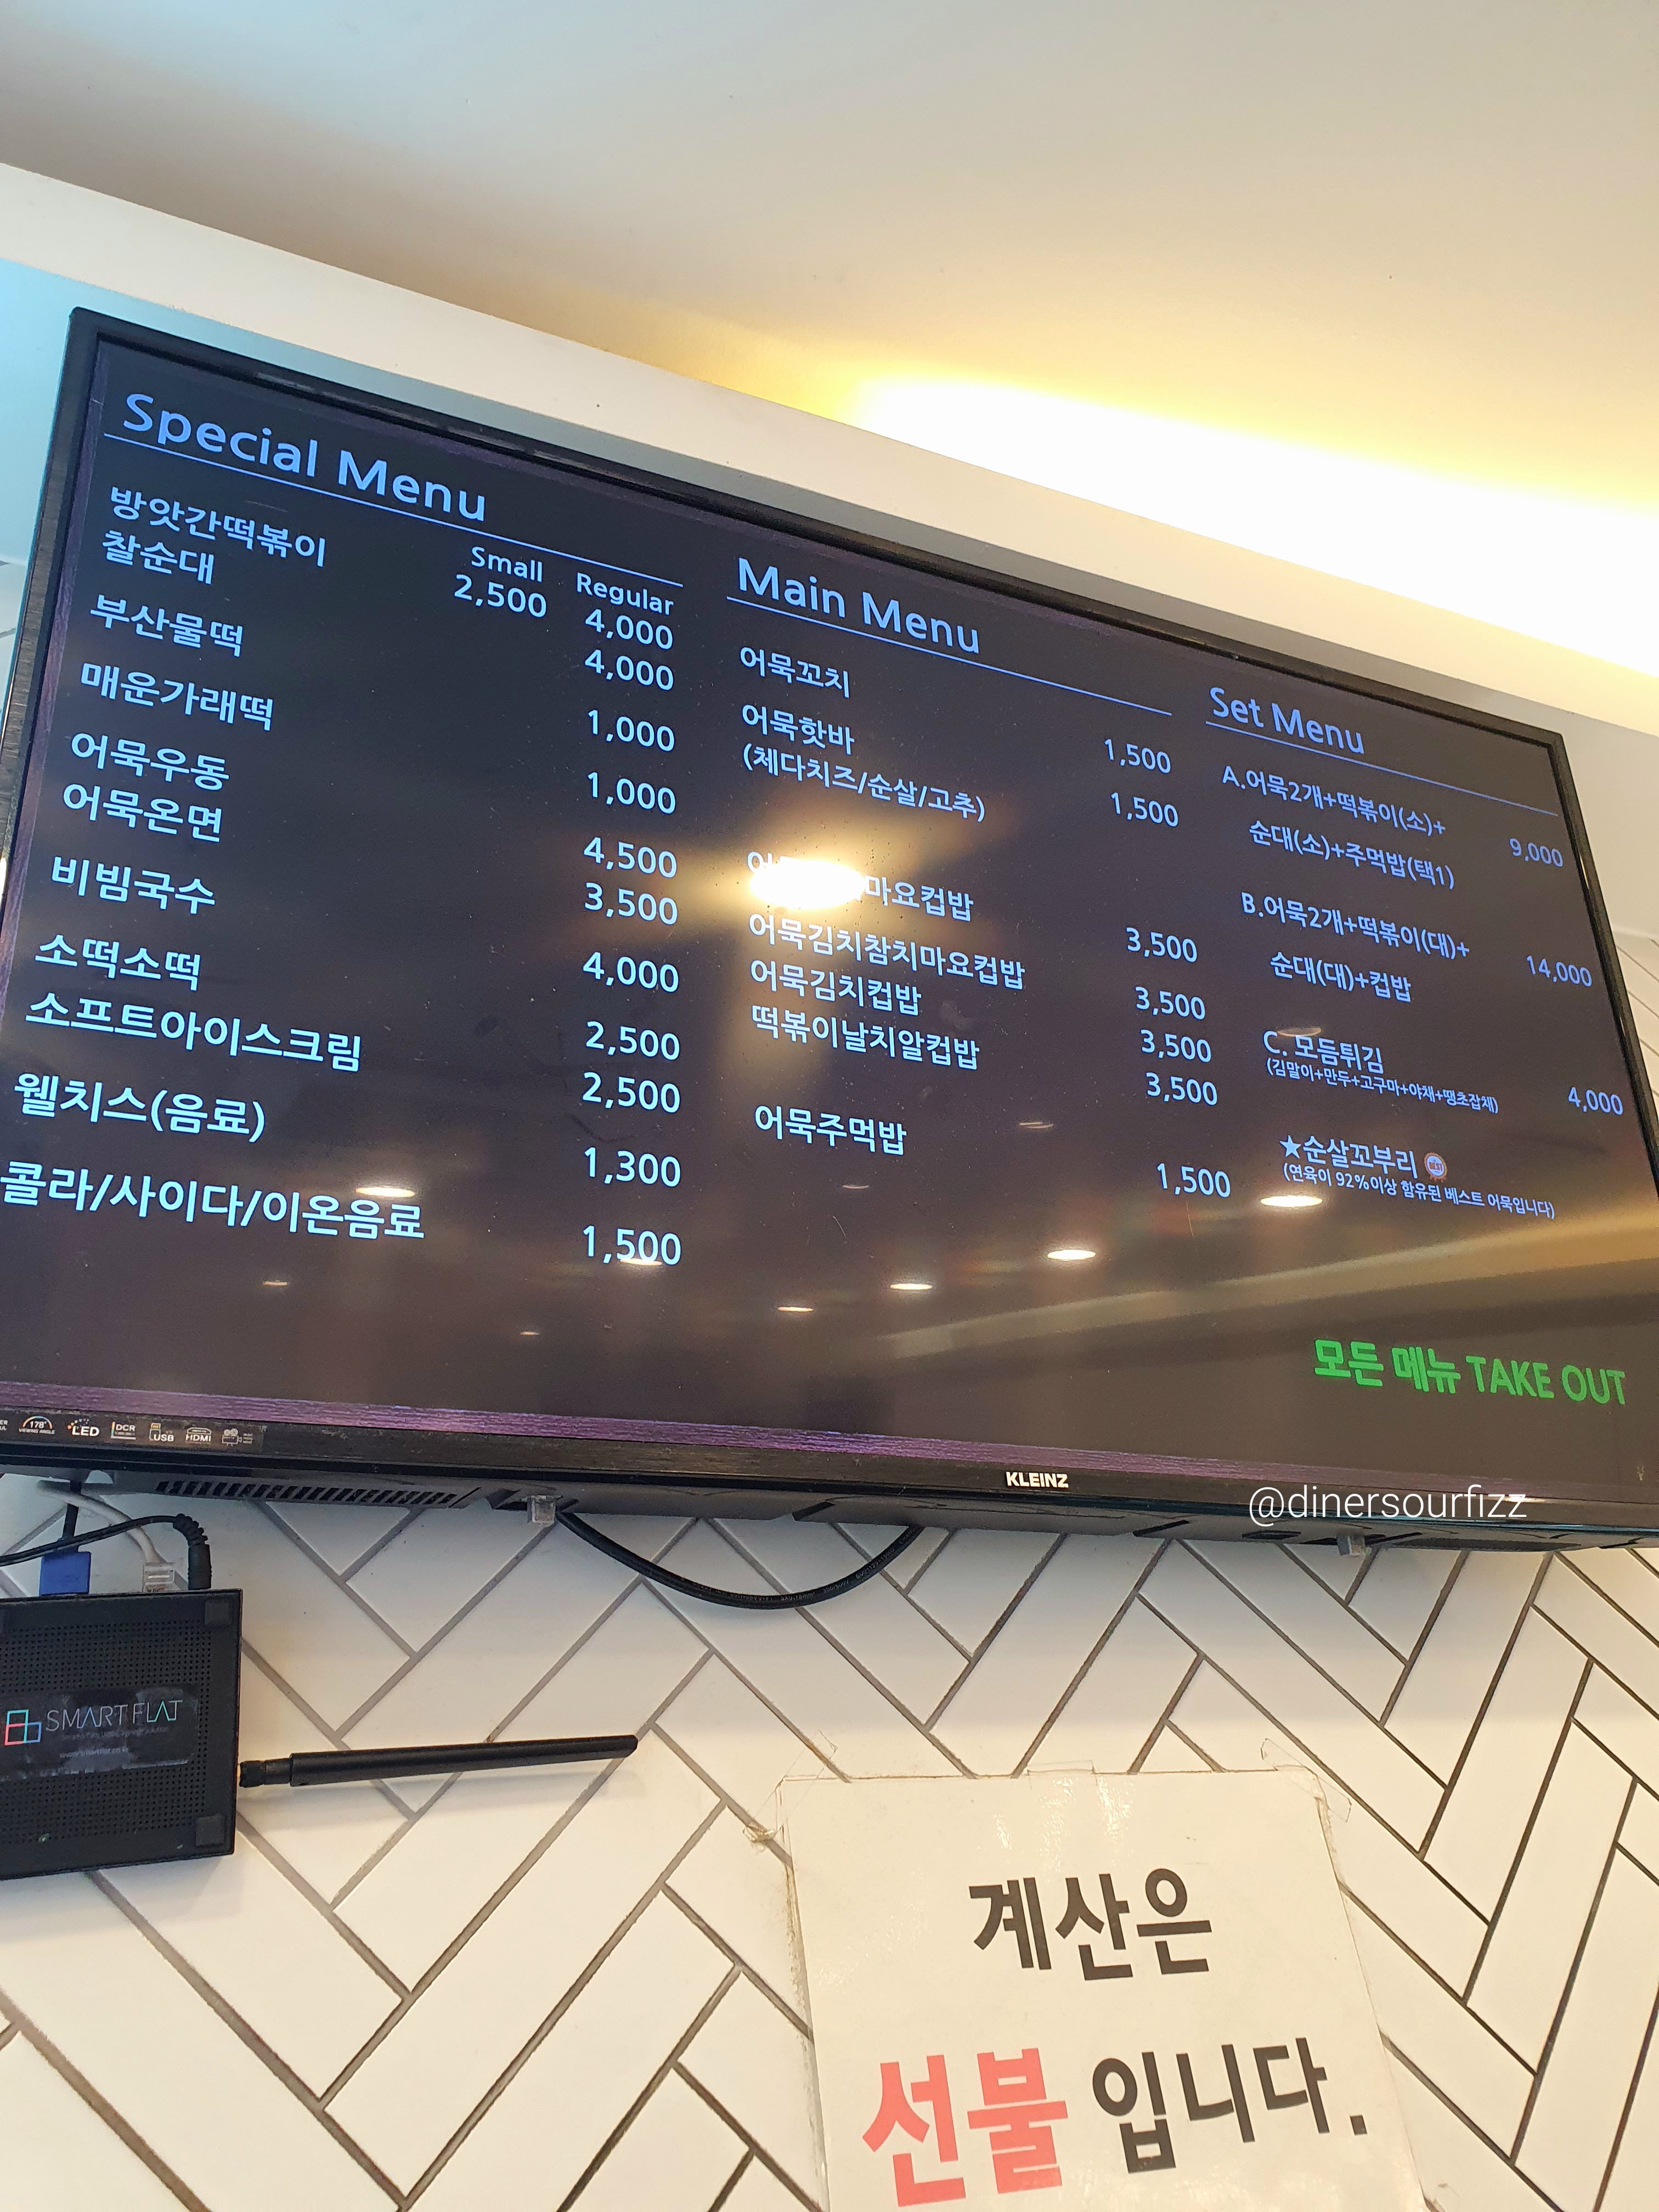 Special Menu
Small Regular
방앗간떡볶이 2,500 4,000
찰순대 4,000
부산물떡 1,000
매운가래떡 1,000
어묵우동 4,500
어묵온면 3,500
비빔국수 4,000
소떡소떡 2,500
소프트아이스크림 2,500
웰치스(음료) 1,300
콜라/사이다/이온음료 1,500
Main Menu
어묵꼬치 1,500
어묵핫바 1,500
(체다치즈/순살/고추)
마요컵밥 3,500
어묵김치참치마요컵밥 3,500
어묵김치컵밥 3,500
떡볶이날치알컵밥 3,500
어묵주먹밥 1,500
Set Menu
A.어묵2개+떡볶이(소)+ 9,000
순대(소)+주먹밥(택1)
B.어묵2개+떡볶이(대)+ 14,000
순대(대)+컵밥
C. 모듬튀김 4,000
(김말이+만두+고구마+야채+땡초잡채)
★순살꼬부리
(연육이 92%이상 함유된 베스트 어묵입니다)
모든 메뉴 TAKE OUT
178°
LED
DCR
USB
HDMI
KLEINZ
@dinersourfizz
SMART FLAT
계산은
선불 입니다.